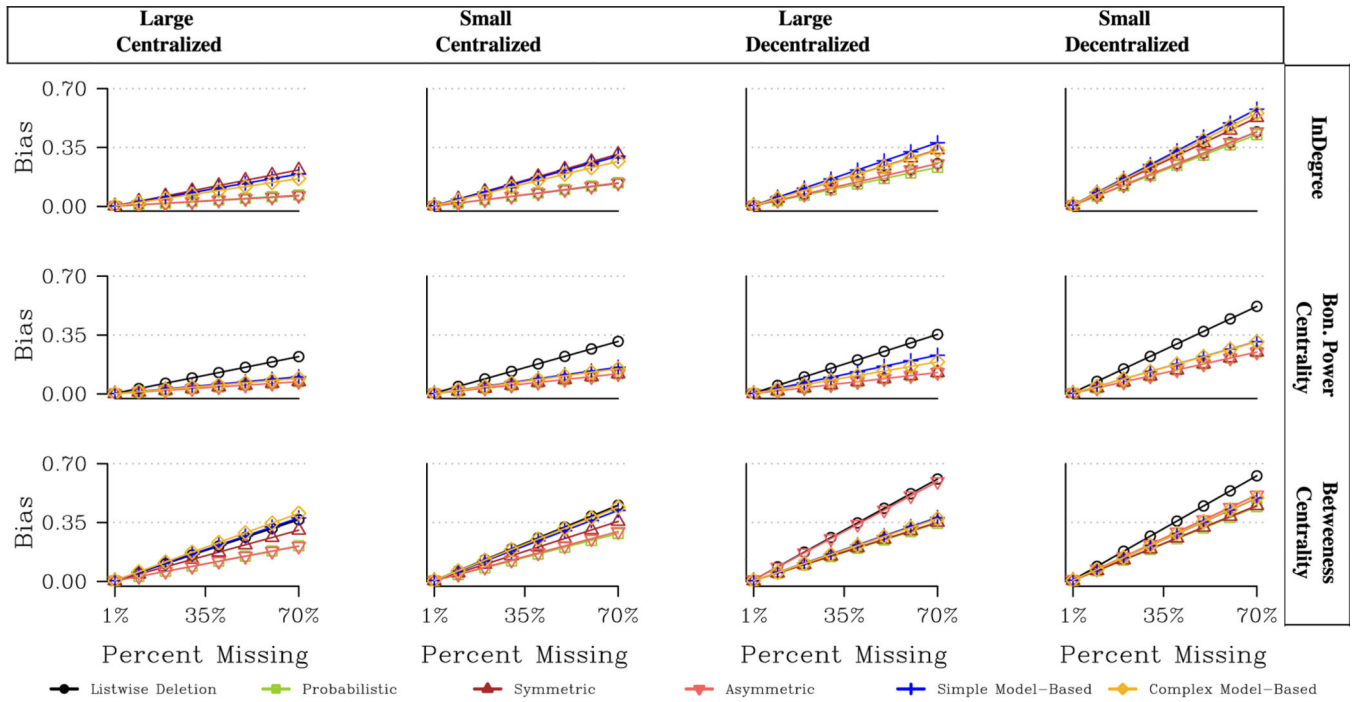 Large
Centralized
Small
Centralized
Large
Decentralized
Small
Decentralized
0.70
0.35
0.00
Bias
InDegree
0.70
0.35
0.00
Bias
Bon. Power
Centrality
0.70
0.35
0.00
Bias
Betweeness
Centrality
1% 35% 70% 1% 35% 70% 1% 35% 70% 1% 35% 70%
Percent Missing Percent Missing Percent Missing Percent Missing
Listwise Deletion Probabilistic Symmetric Asymmetric Simple Model-Based Complex Model-Based